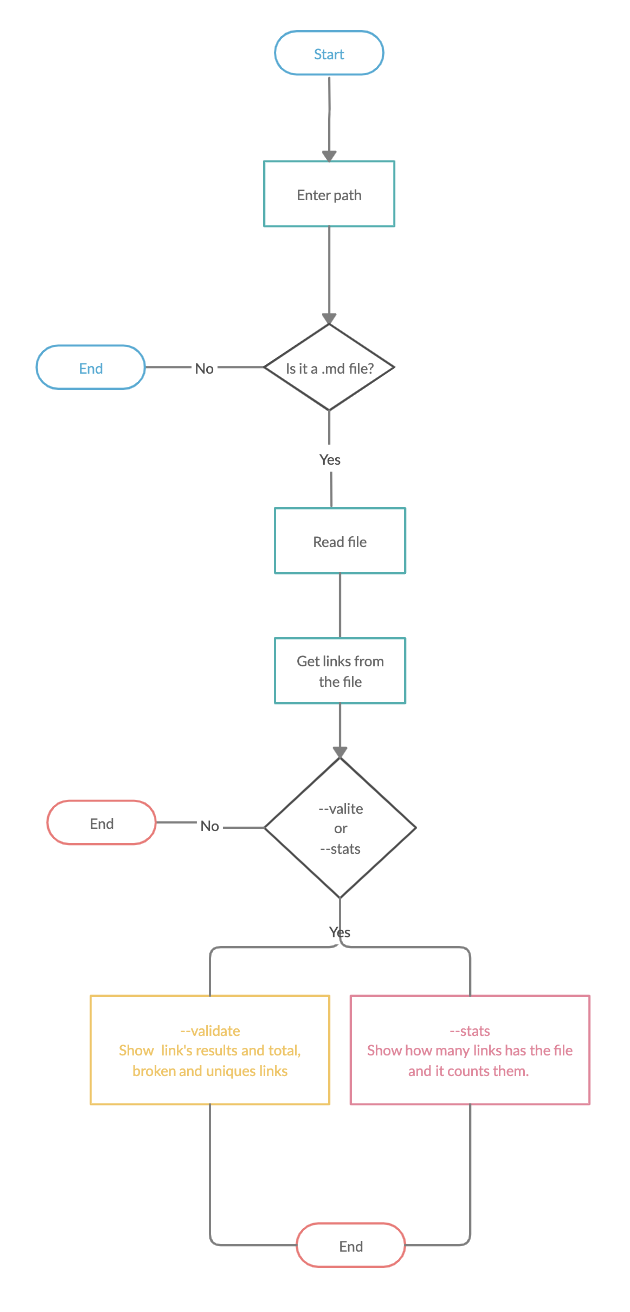 Start
Enter path
Is it a .md file?
No
End
Yes
Read file
Get links from
the file
--valite
or
--stats
No
End
Yes
--validate
Show link's results and total,
broken and uniques links
--stats
Show how many links has the file
and it counts them.
End